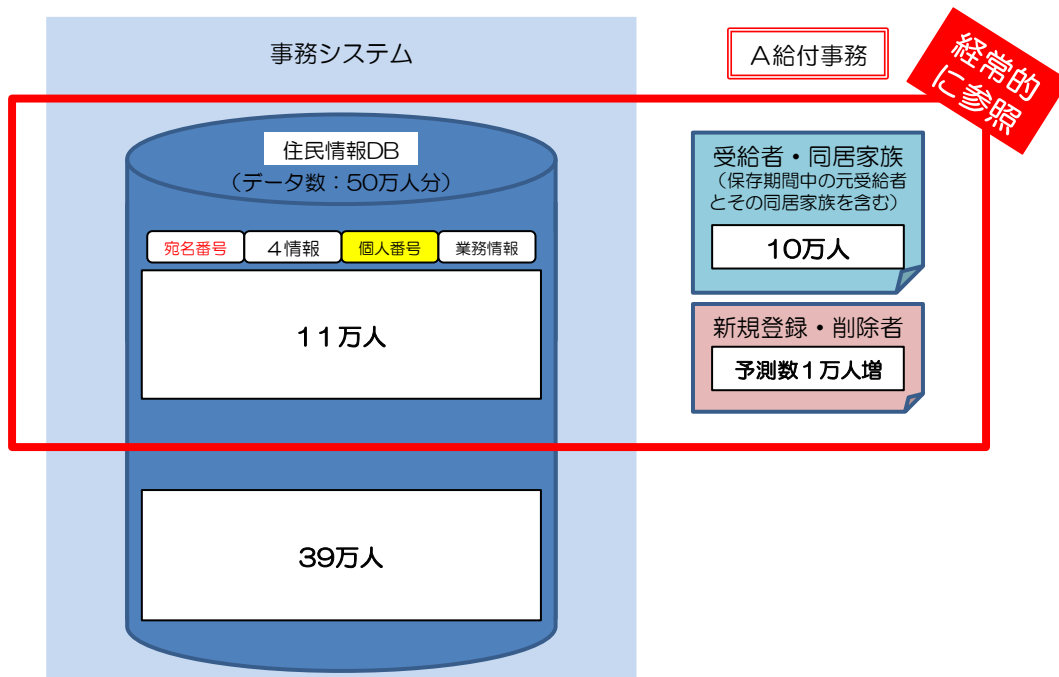 事務システム
A給付事務
経常的
に参照
住民情報DB
（データ数：50万人分）
宛名番号
４情報
個人番号
業務情報
１１万人
39万人
受給者・同居家族
（保存期間中の元受給者
とその同居家族を含む）
１０万人
新規登録・削除者
予測数１万人増